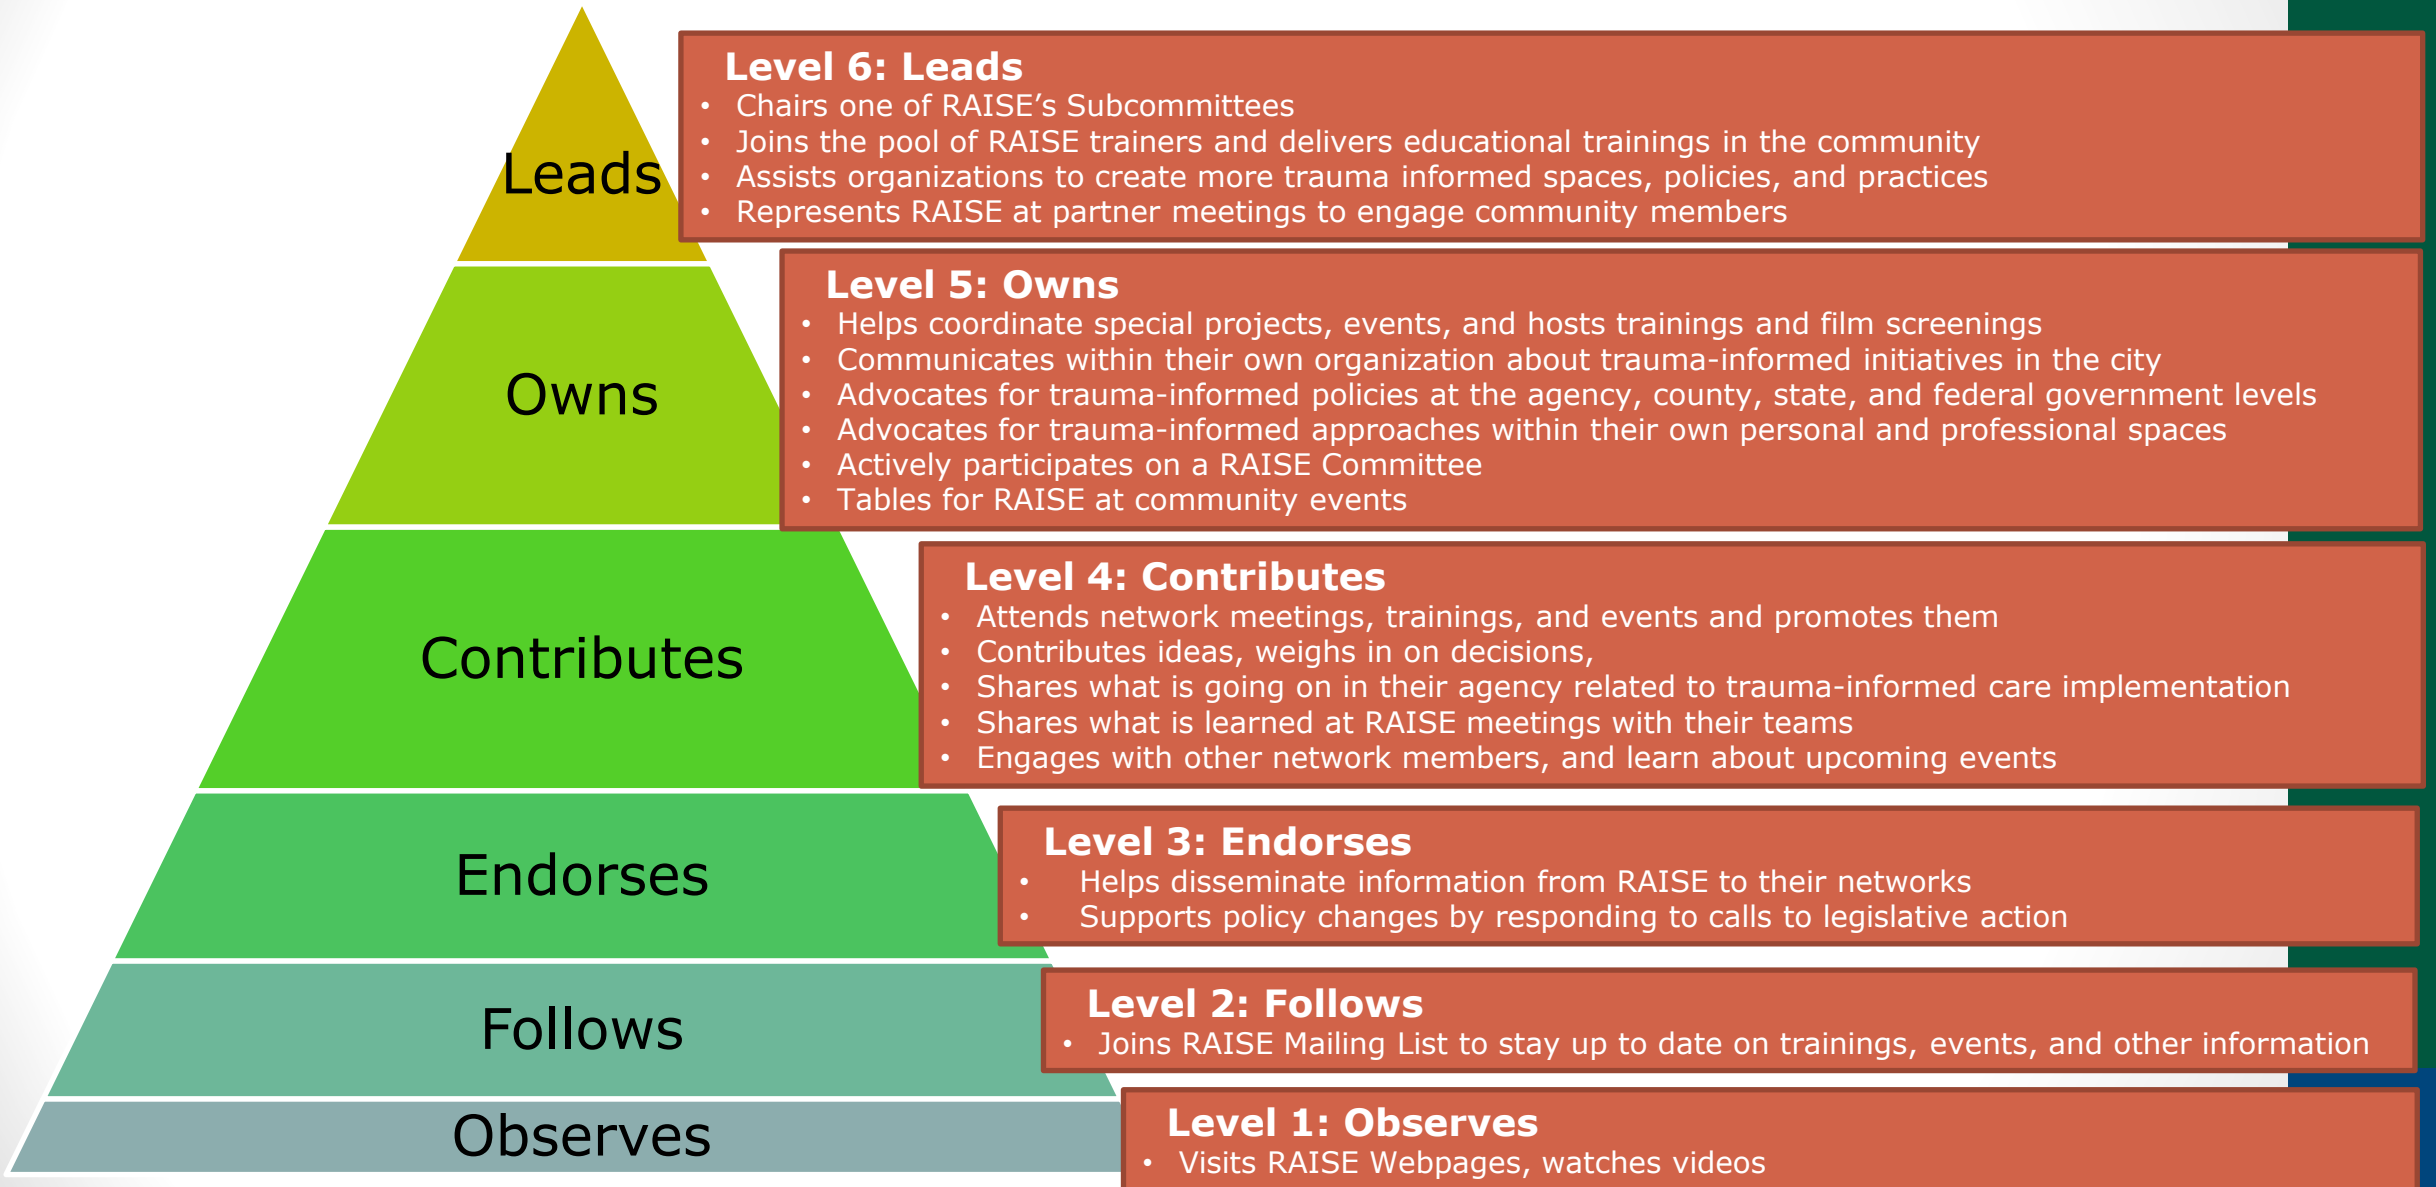 Leads
Level 6: Leads
• Chairs one of RAISE’s Subcommittees
• Joins the pool of RAISE trainers and delivers educational trainings in the community
• Assists organizations to create more trauma informed spaces, policies, and practices
• Represents RAISE at partner meetings to engage community members
Owns
Level 5: Owns
• Helps coordinate special projects, events, and hosts trainings and film screenings
• Communicates within their own organization about trauma-informed initiatives in the city
• Advocates for trauma-informed policies at the agency, county, state, and federal government levels
• Advocates for trauma-informed approaches within their own personal and professional spaces
• Actively participates on a RAISE Committee
• Tables for RAISE at community events
Contributes
Level 4: Contributes
• Attends network meetings, trainings, and events and promotes them
• Contributes ideas, weighs in on decisions,
• Shares what is going on in their agency related to trauma-informed care implementation
• Shares what is learned at RAISE meetings with their teams
• Engages with other network members, and learn about upcoming events
Endorses
Level 3: Endorses
• Helps disseminate information from RAISE to their networks
• Supports policy changes by responding to calls to legislative action
Follows
Level 2: Follows
• Joins RAISE Mailing List to stay up to date on trainings, events, and other information
Observes
Level 1: Observes
• Visits RAISE Webpages, watches videos